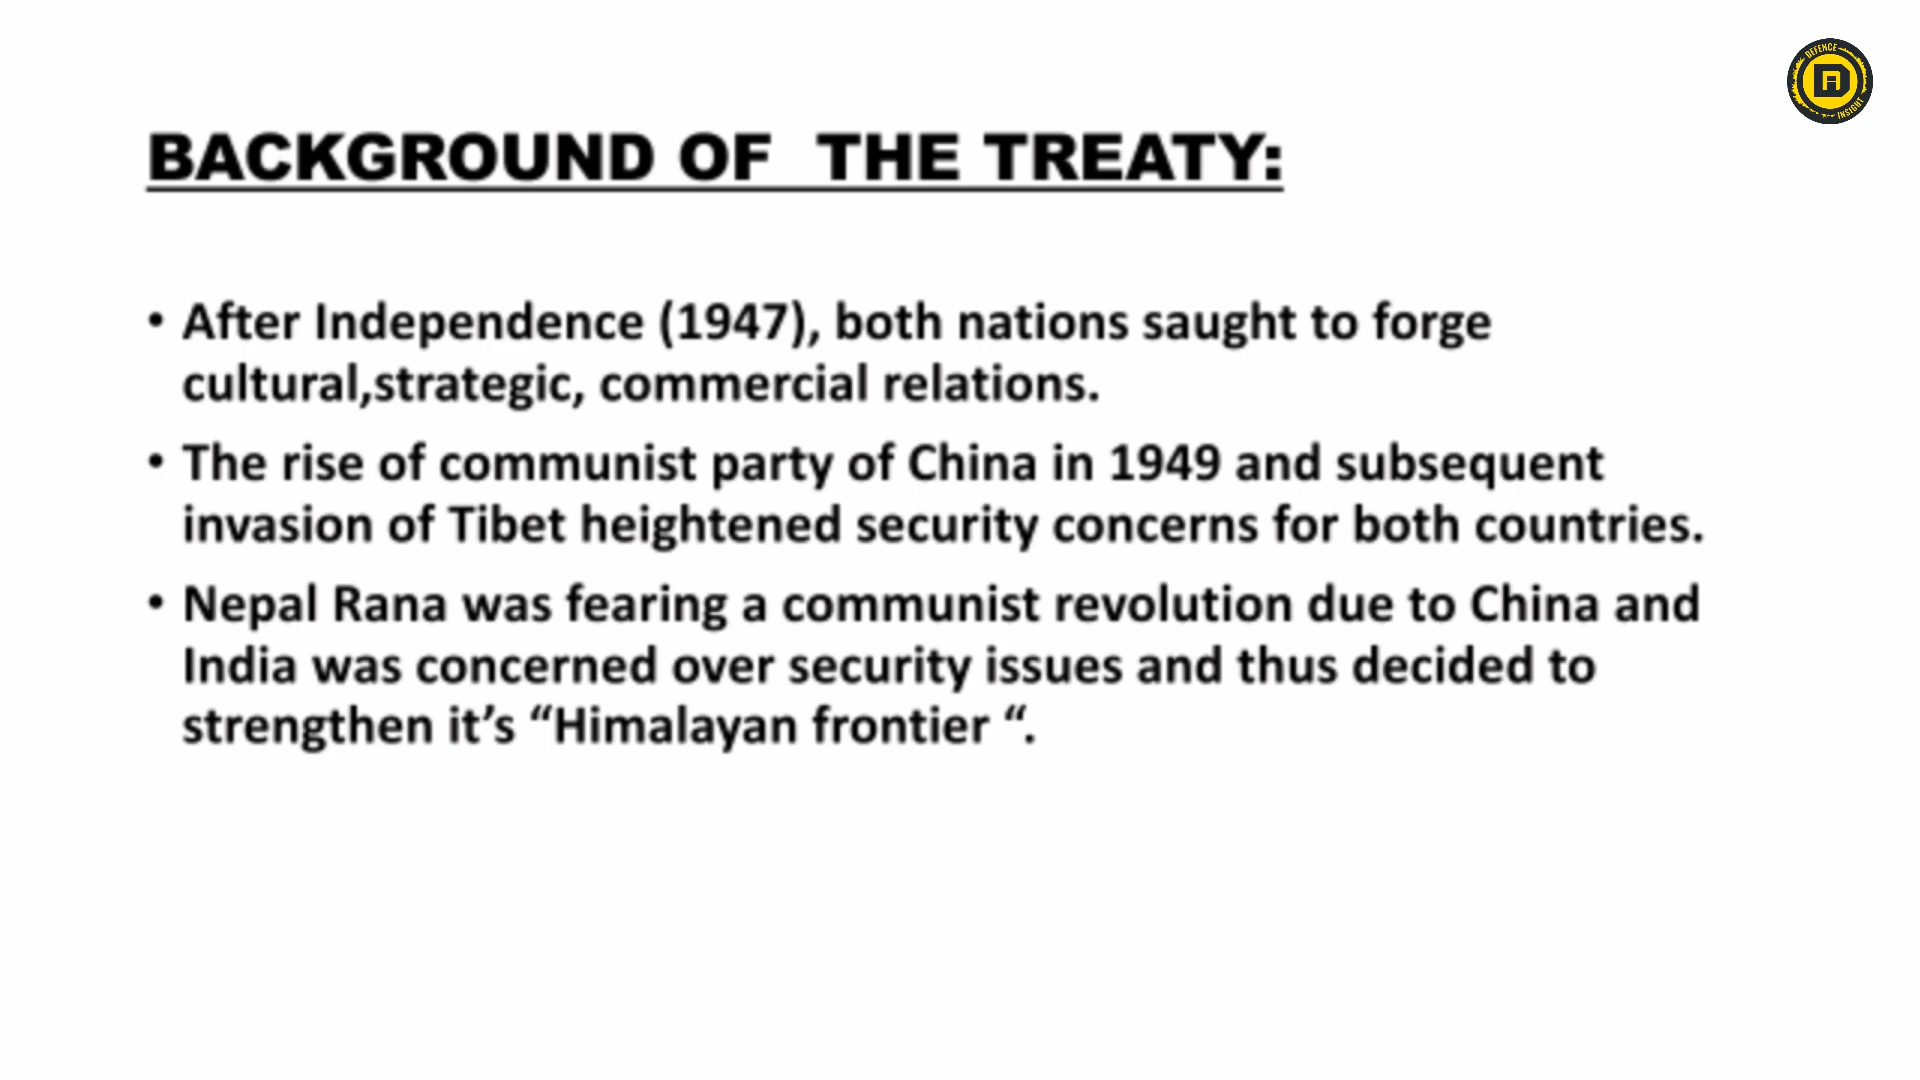 DEFENCE
INSIGHT
BACKGROUND OF  THE TREATY:
• After Independence (1947), both nations saught to forge
cultural,strategic, commercial relations.
• The rise of communist party of China in 1949 and subsequent
invasion of Tibet heightened security concerns for both countries.
• Nepal Rana was fearing a communist revolution due to China and
India was concerned over security issues and thus decided to
strengthen it’s “Himalayan frontier “.